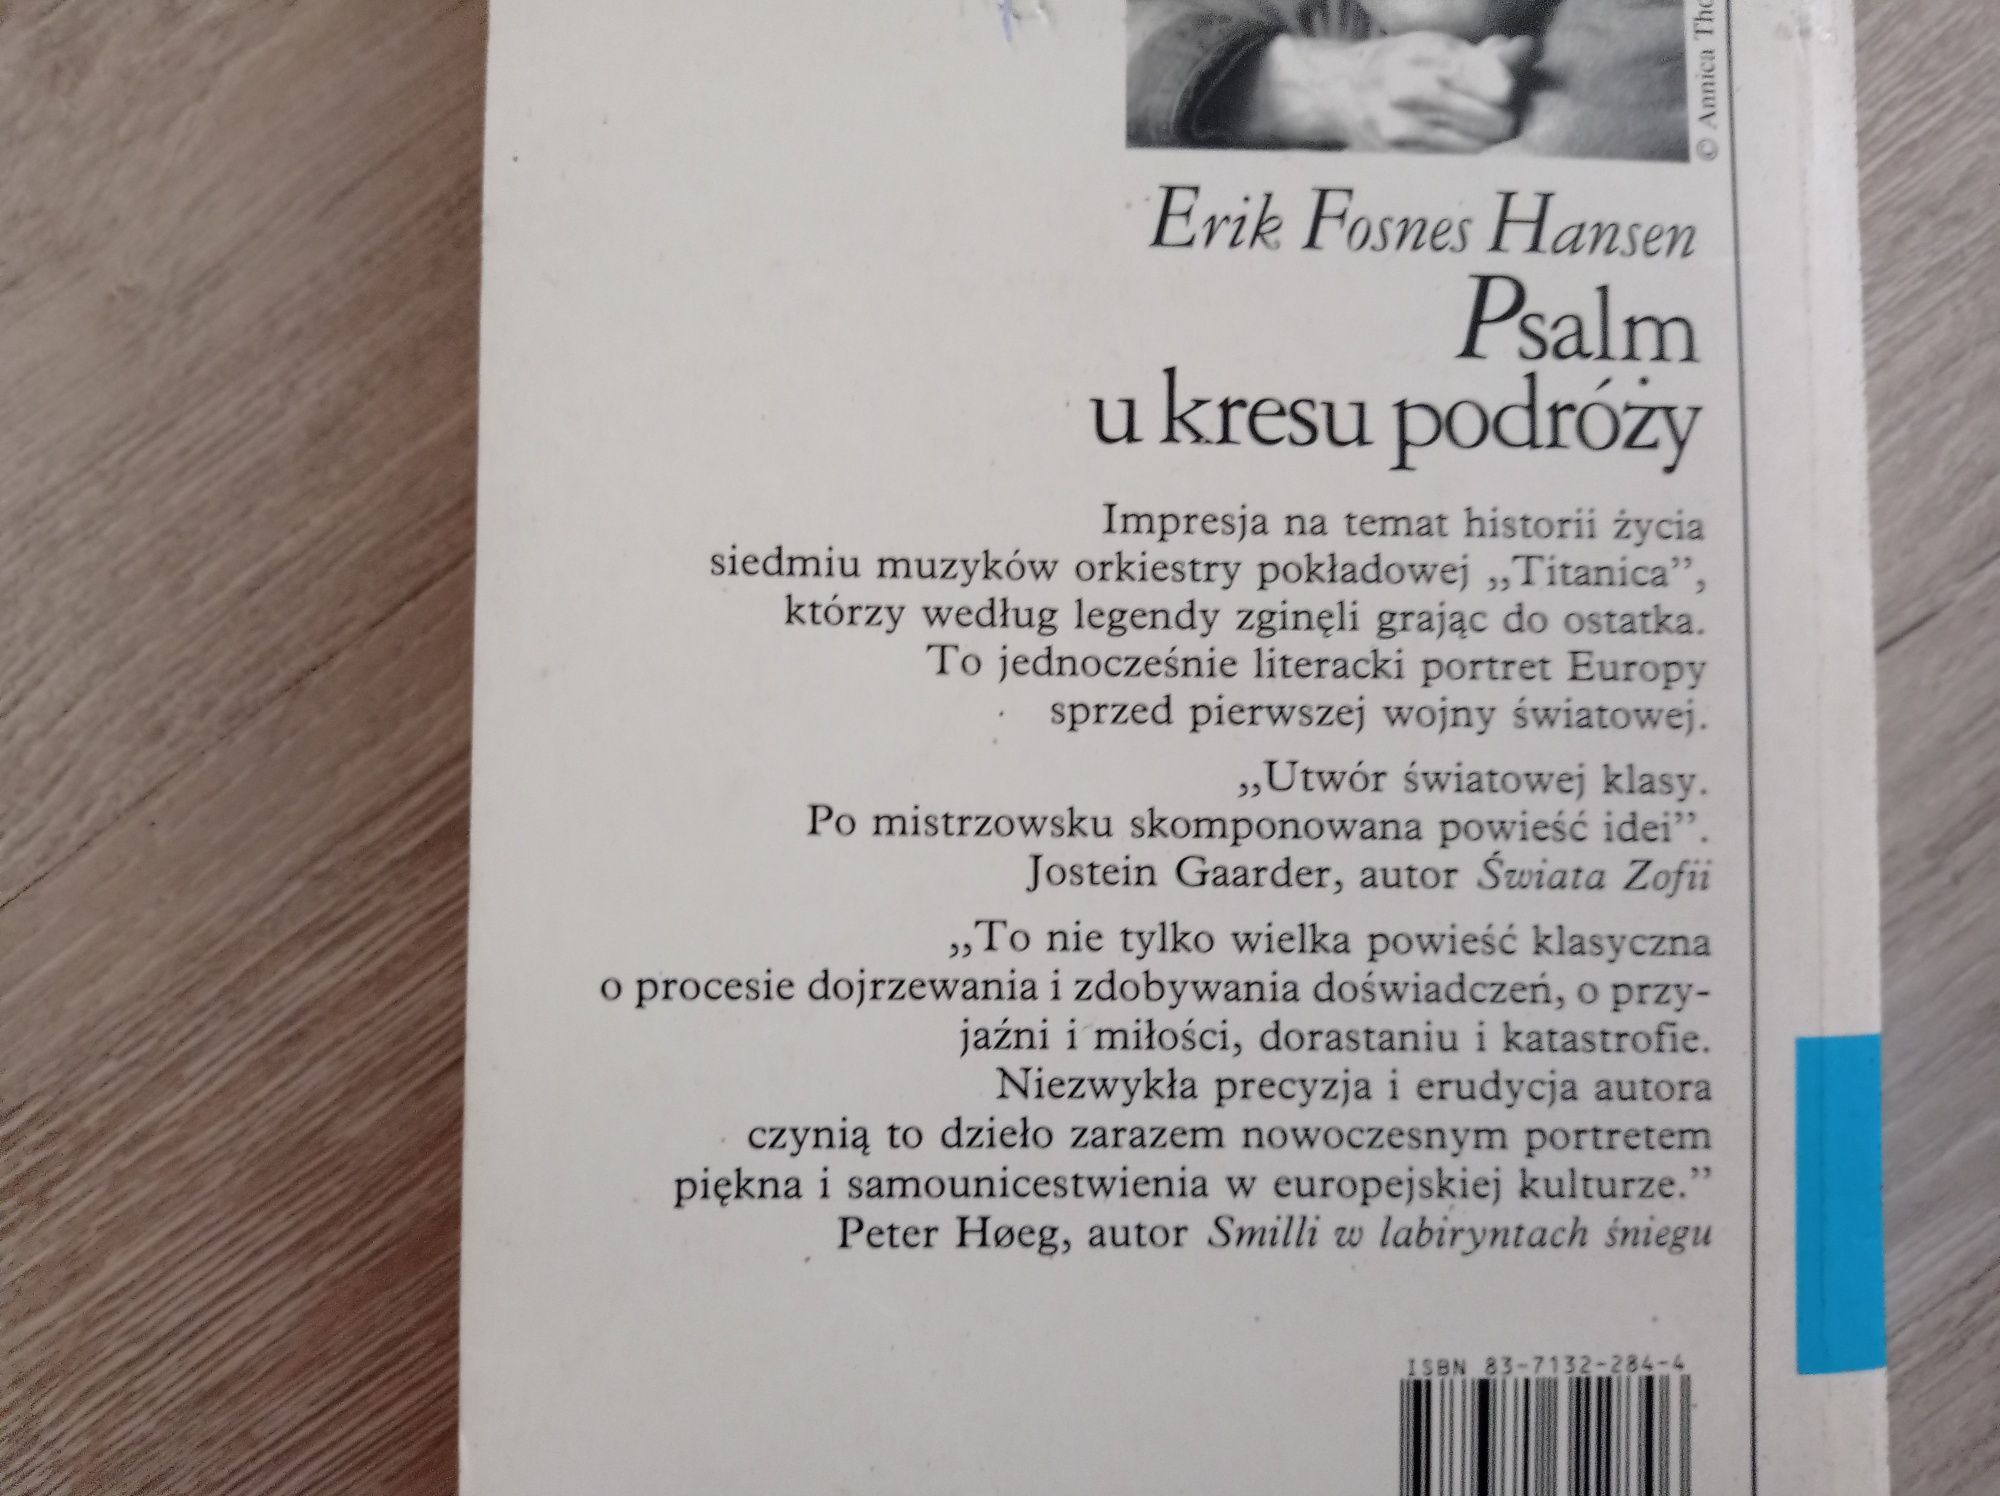 © Annica
Erik Fosnes Hansen
Psalm
u kresu podróży
Impresja na temat historii życia
siedmiu muzyków orkiestry pokładowej „Titanica”,
którzy według legendy zginęli grając do ostatka.
To jednocześnie literacki portret Europy
sprzed pierwszej wojny światowej.
„Utwór światowej klasy.
Po mistrzowsku skomponowana powieść idei”.
Jostein Gaarder, autor Świata Zofii
„To nie tylko wielka powieść klasyczna
o procesie dojrzewania i zdobywania doświadczeń, o przy-
jaźni i miłości, dorastaniu i katastrofie.
Niezwykła precyzja i erudycja autora
czynią to dzieło zarazem nowoczesnym portretem
piękna i samounicestwienia w europejskiej kulturze.”
Peter Høeg, autor Smilli w labiryntach śniegu
ISBN 83-7132-284-4